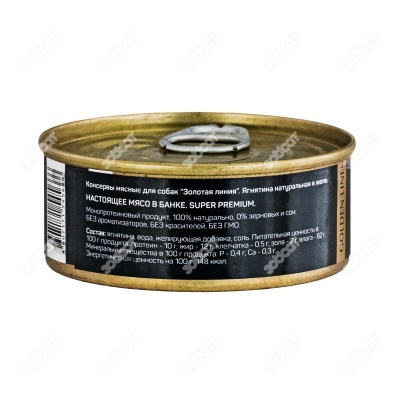 Консервы мясные для собак "Золотая линия". Ягнятина натуральная в желе.
НАСТОЯЩЕЕ МЯСО В БАНКЕ. SUPER PREMIUM.
Монопротеиновый продукт, 100% натурально, 0% зерновых и сои,
БЕЗ ароматизаторов, БЕЗ красителей, БЕЗ ГМО.
Состав: ягнятина, вода, желирующая добавка, соль. Питательная ценность в
100 г продукта: протеин - 10 г, жир - 12 г, клетчатка - 0,5 г, зола - 2 г, влага - 82 г.
Минеральные вещества в 100 г продукта: P - 0,4 г, Ca - 0,3 г.
Энергетическая ценность на 100 г: 148 ккал.
GOLDEN LINE